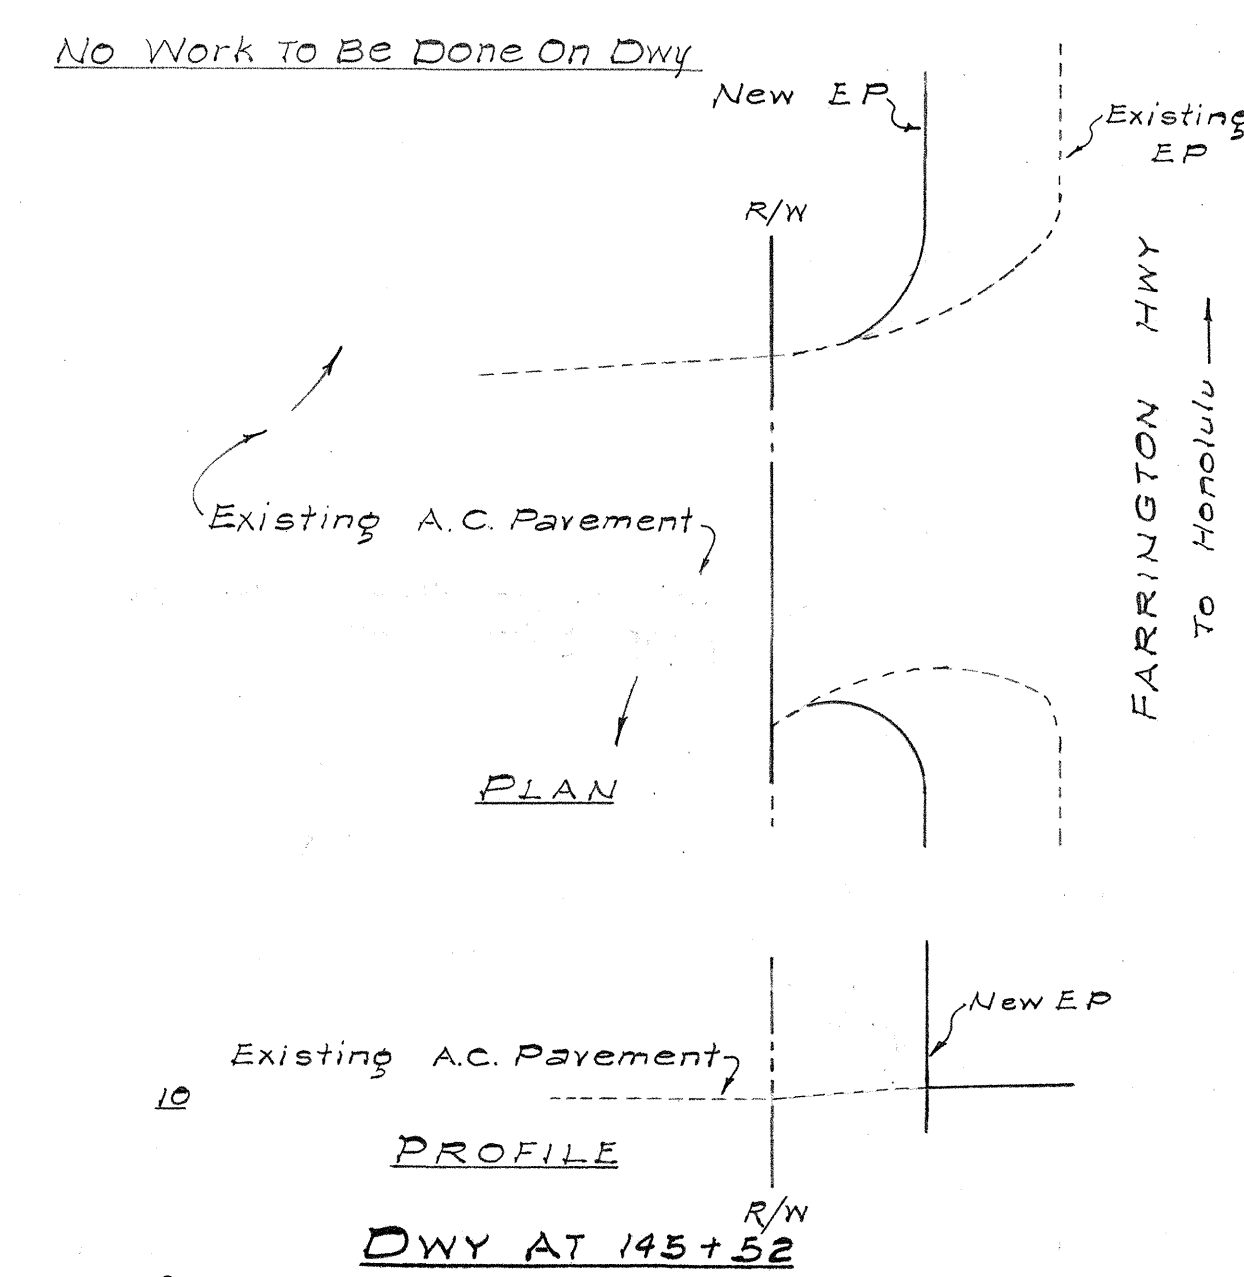 No Work To Be Done On Dwy
New EP
Existing
EP
R/W
FARRINGTON HWY
To Honolulu
Existing A.C. Pavement
PLAN
New EP
Existing A.C. Pavement
10
PROFILE
R/W
DWY AT 145+52